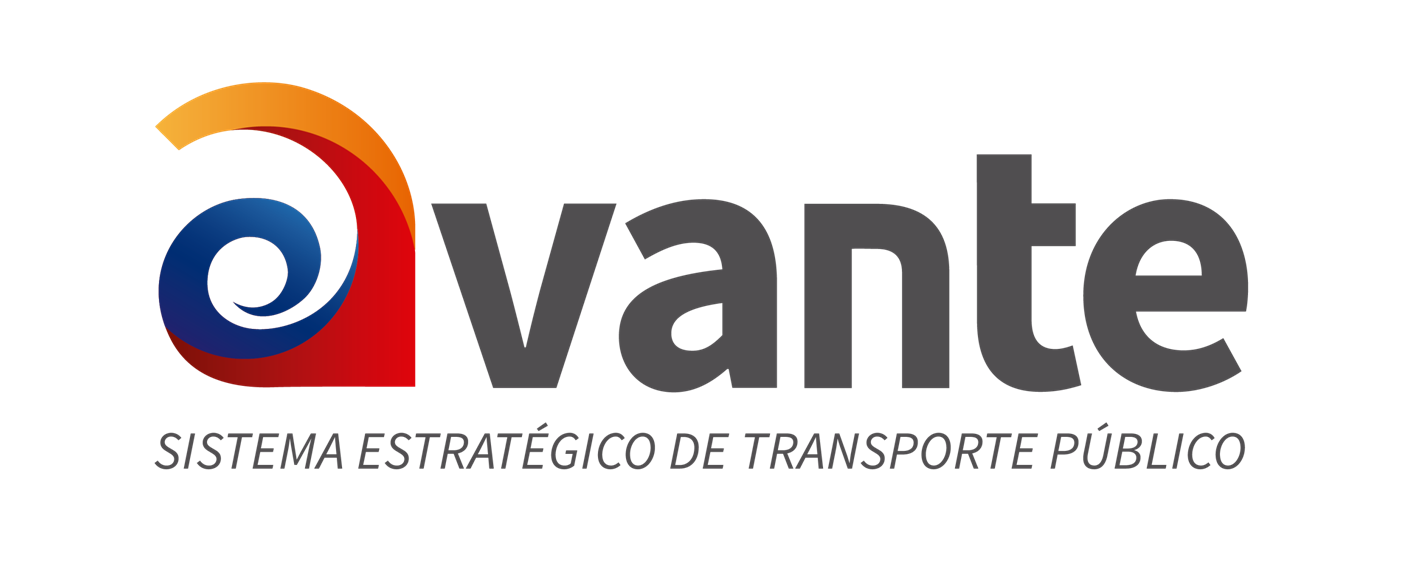 avante
SISTEMA ESTRATÉGICO DE TRANSPORTE PÚBLICO